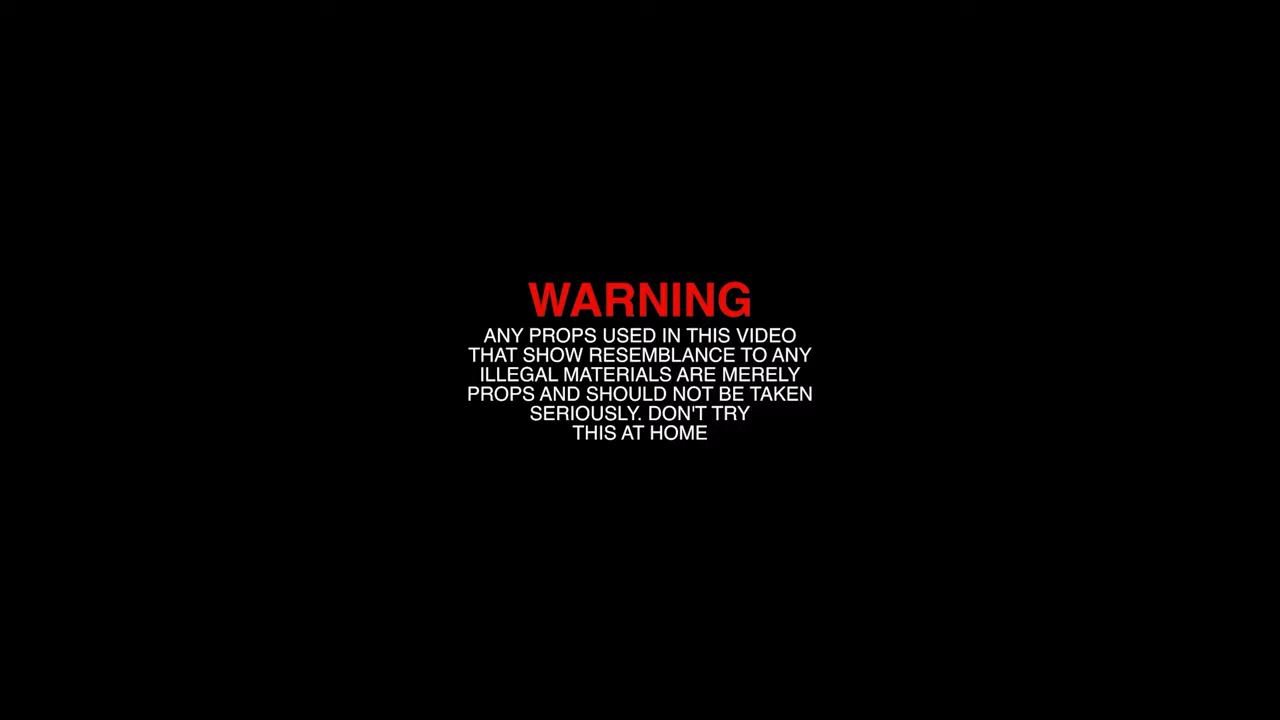 WARNING
ANY PROPS USED IN THIS VIDEO
THAT SHOW RESEMBLANCE TO ANY
ILLEGAL MATERIALS ARE MERELY
PROPS AND SHOULD NOT BE TAKEN
SERIOUSLY. DON'T TRY
THIS AT HOME